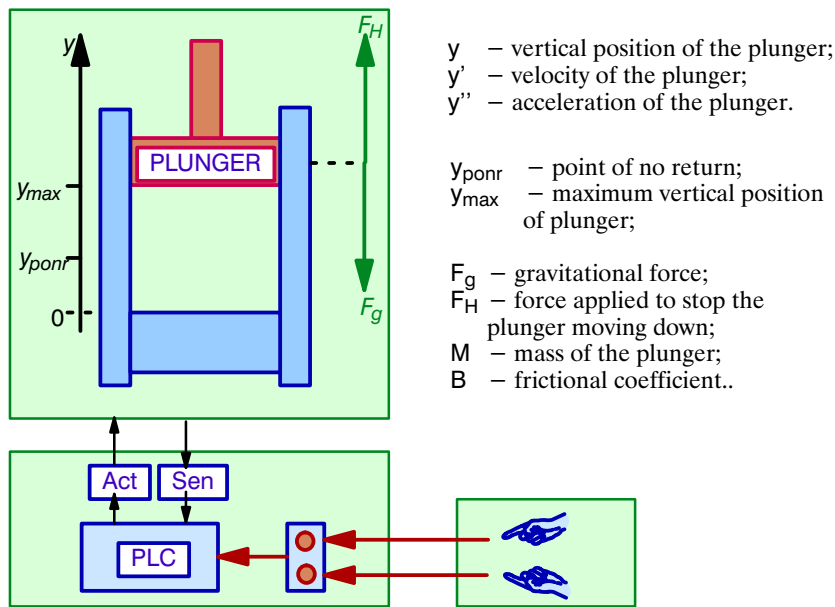 y
F_H
PLUNGER
y_max
y_ponr
0
F_g
y – vertical position of the plunger;
y' – velocity of the plunger;
y'' – acceleration of the plunger.
y_ponr – point of no return;
y_max – maximum vertical position
of plunger;
F_g – gravitational force;
F_H – force applied to stop the
plunger moving down;
M – mass of the plunger;
B – frictional coefficient..
Act
Sen
PLC